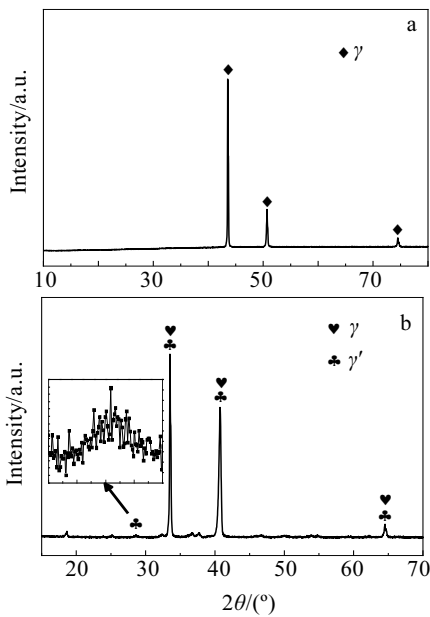 a
◆ γ
Intensity/a.u.
10 30 50 70
b
♥ γ
♣ γ′
Intensity/a.u.
20 30 40 50 60 70
2θ/(º)